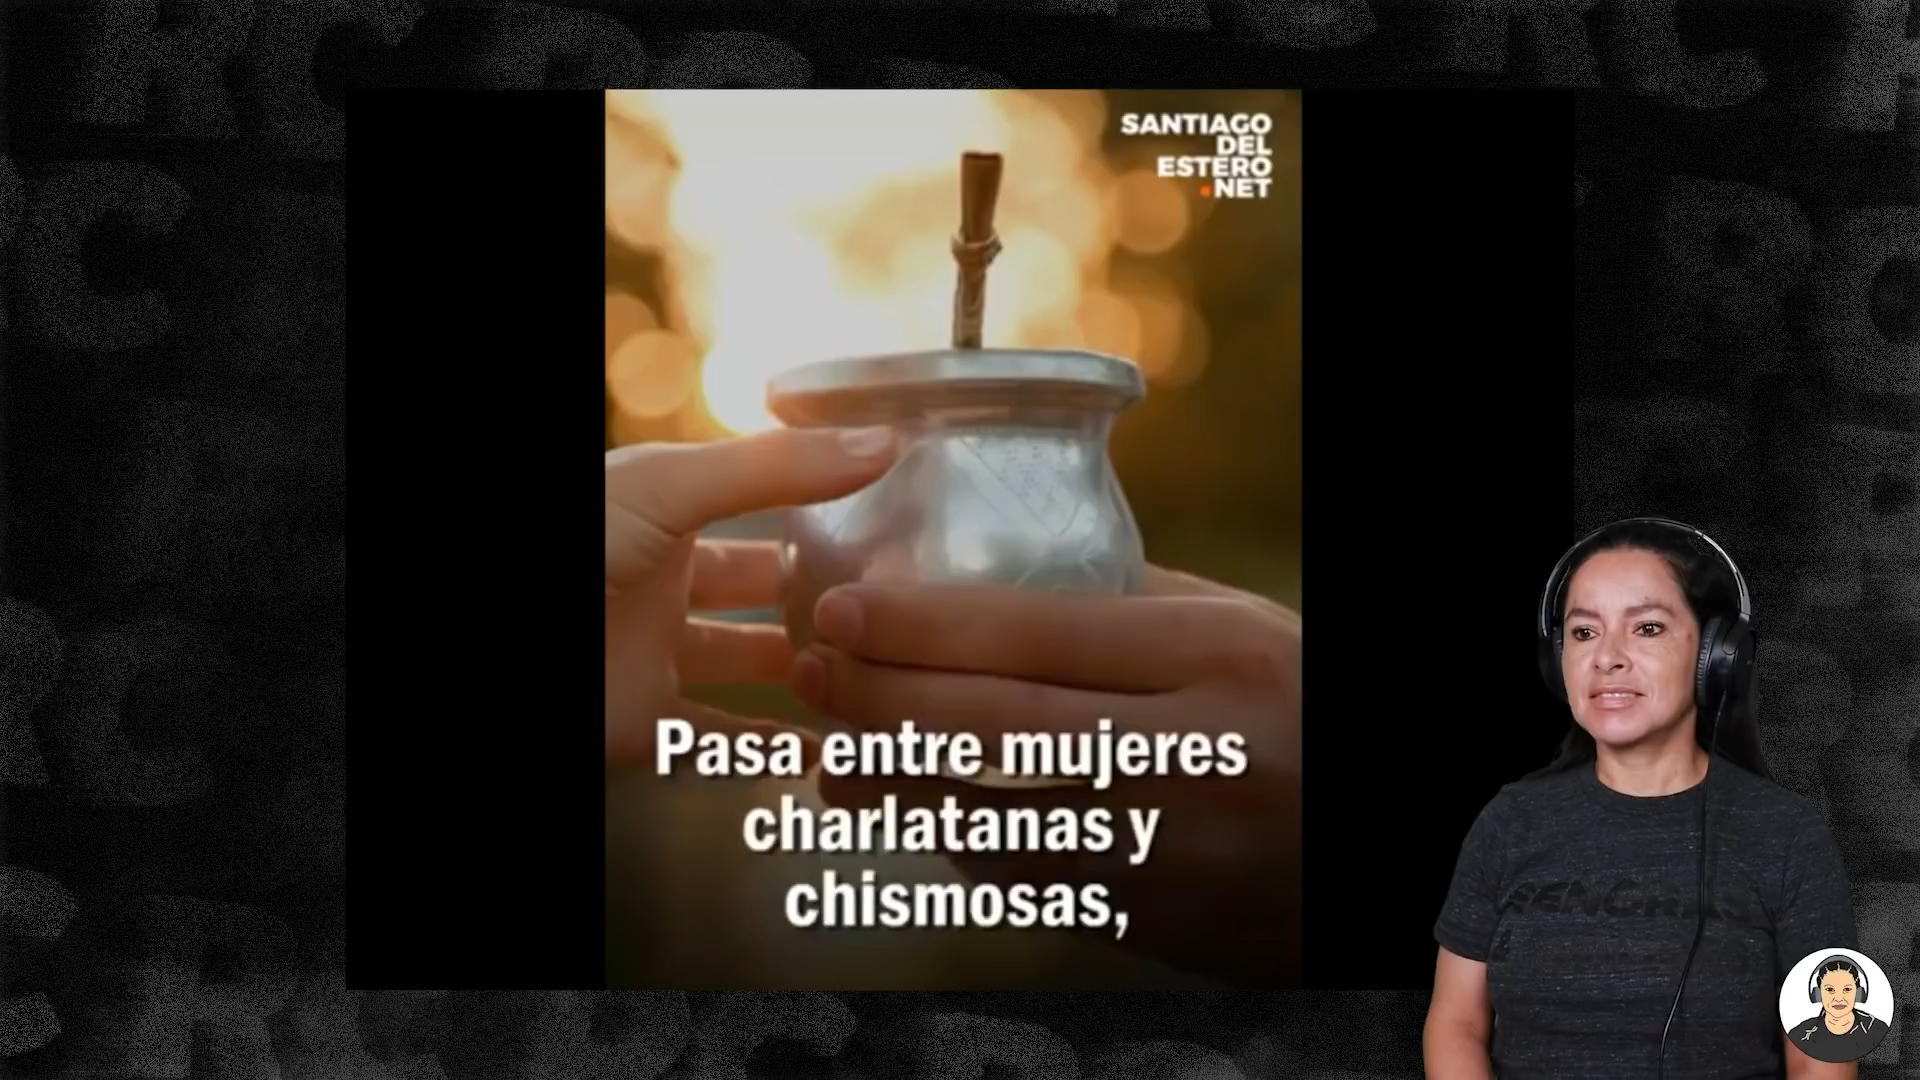 SANTIAGO
DEL
ESTERO
.NET
Pasa entre mujeres
charlatanas y
chismosas,